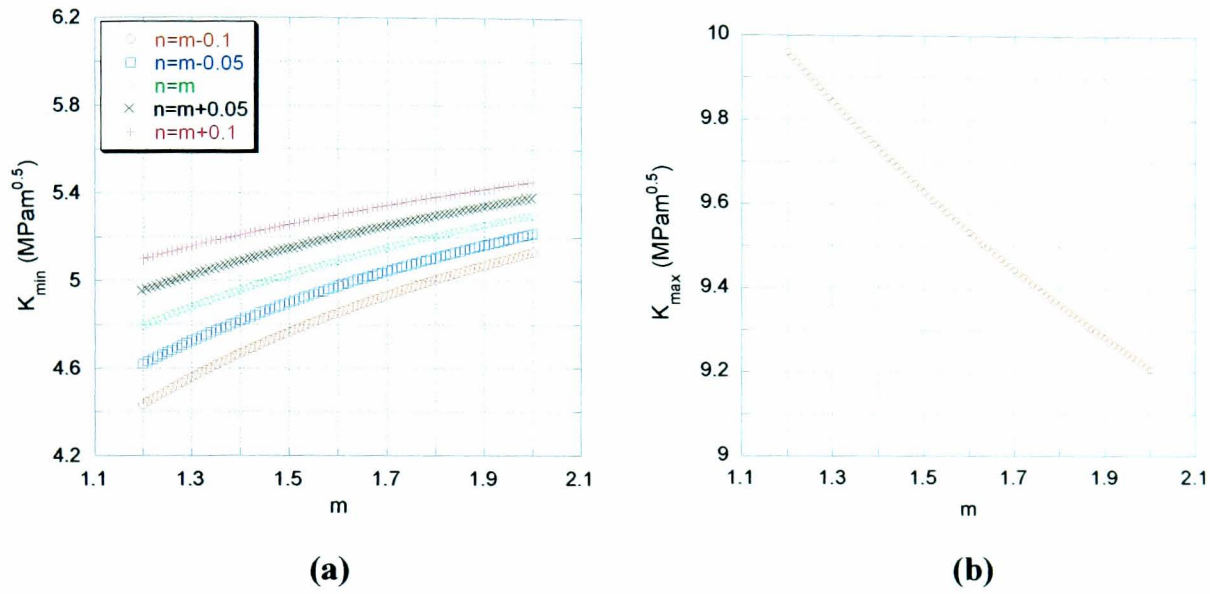 6.2
5.8
5.4
5
4.6
4.2
K_min (MPam^0.5)
n=m-0.1
n=m-0.05
n=m
n=m+0.05
n=m+0.1
1.1 1.3 1.5 1.7 1.9 2.1
m
(a)
10
9.8
9.6
9.4
9.2
9
K_max (MPam^0.5)
1.1 1.3 1.5 1.7 1.9 2.1
m
(b)